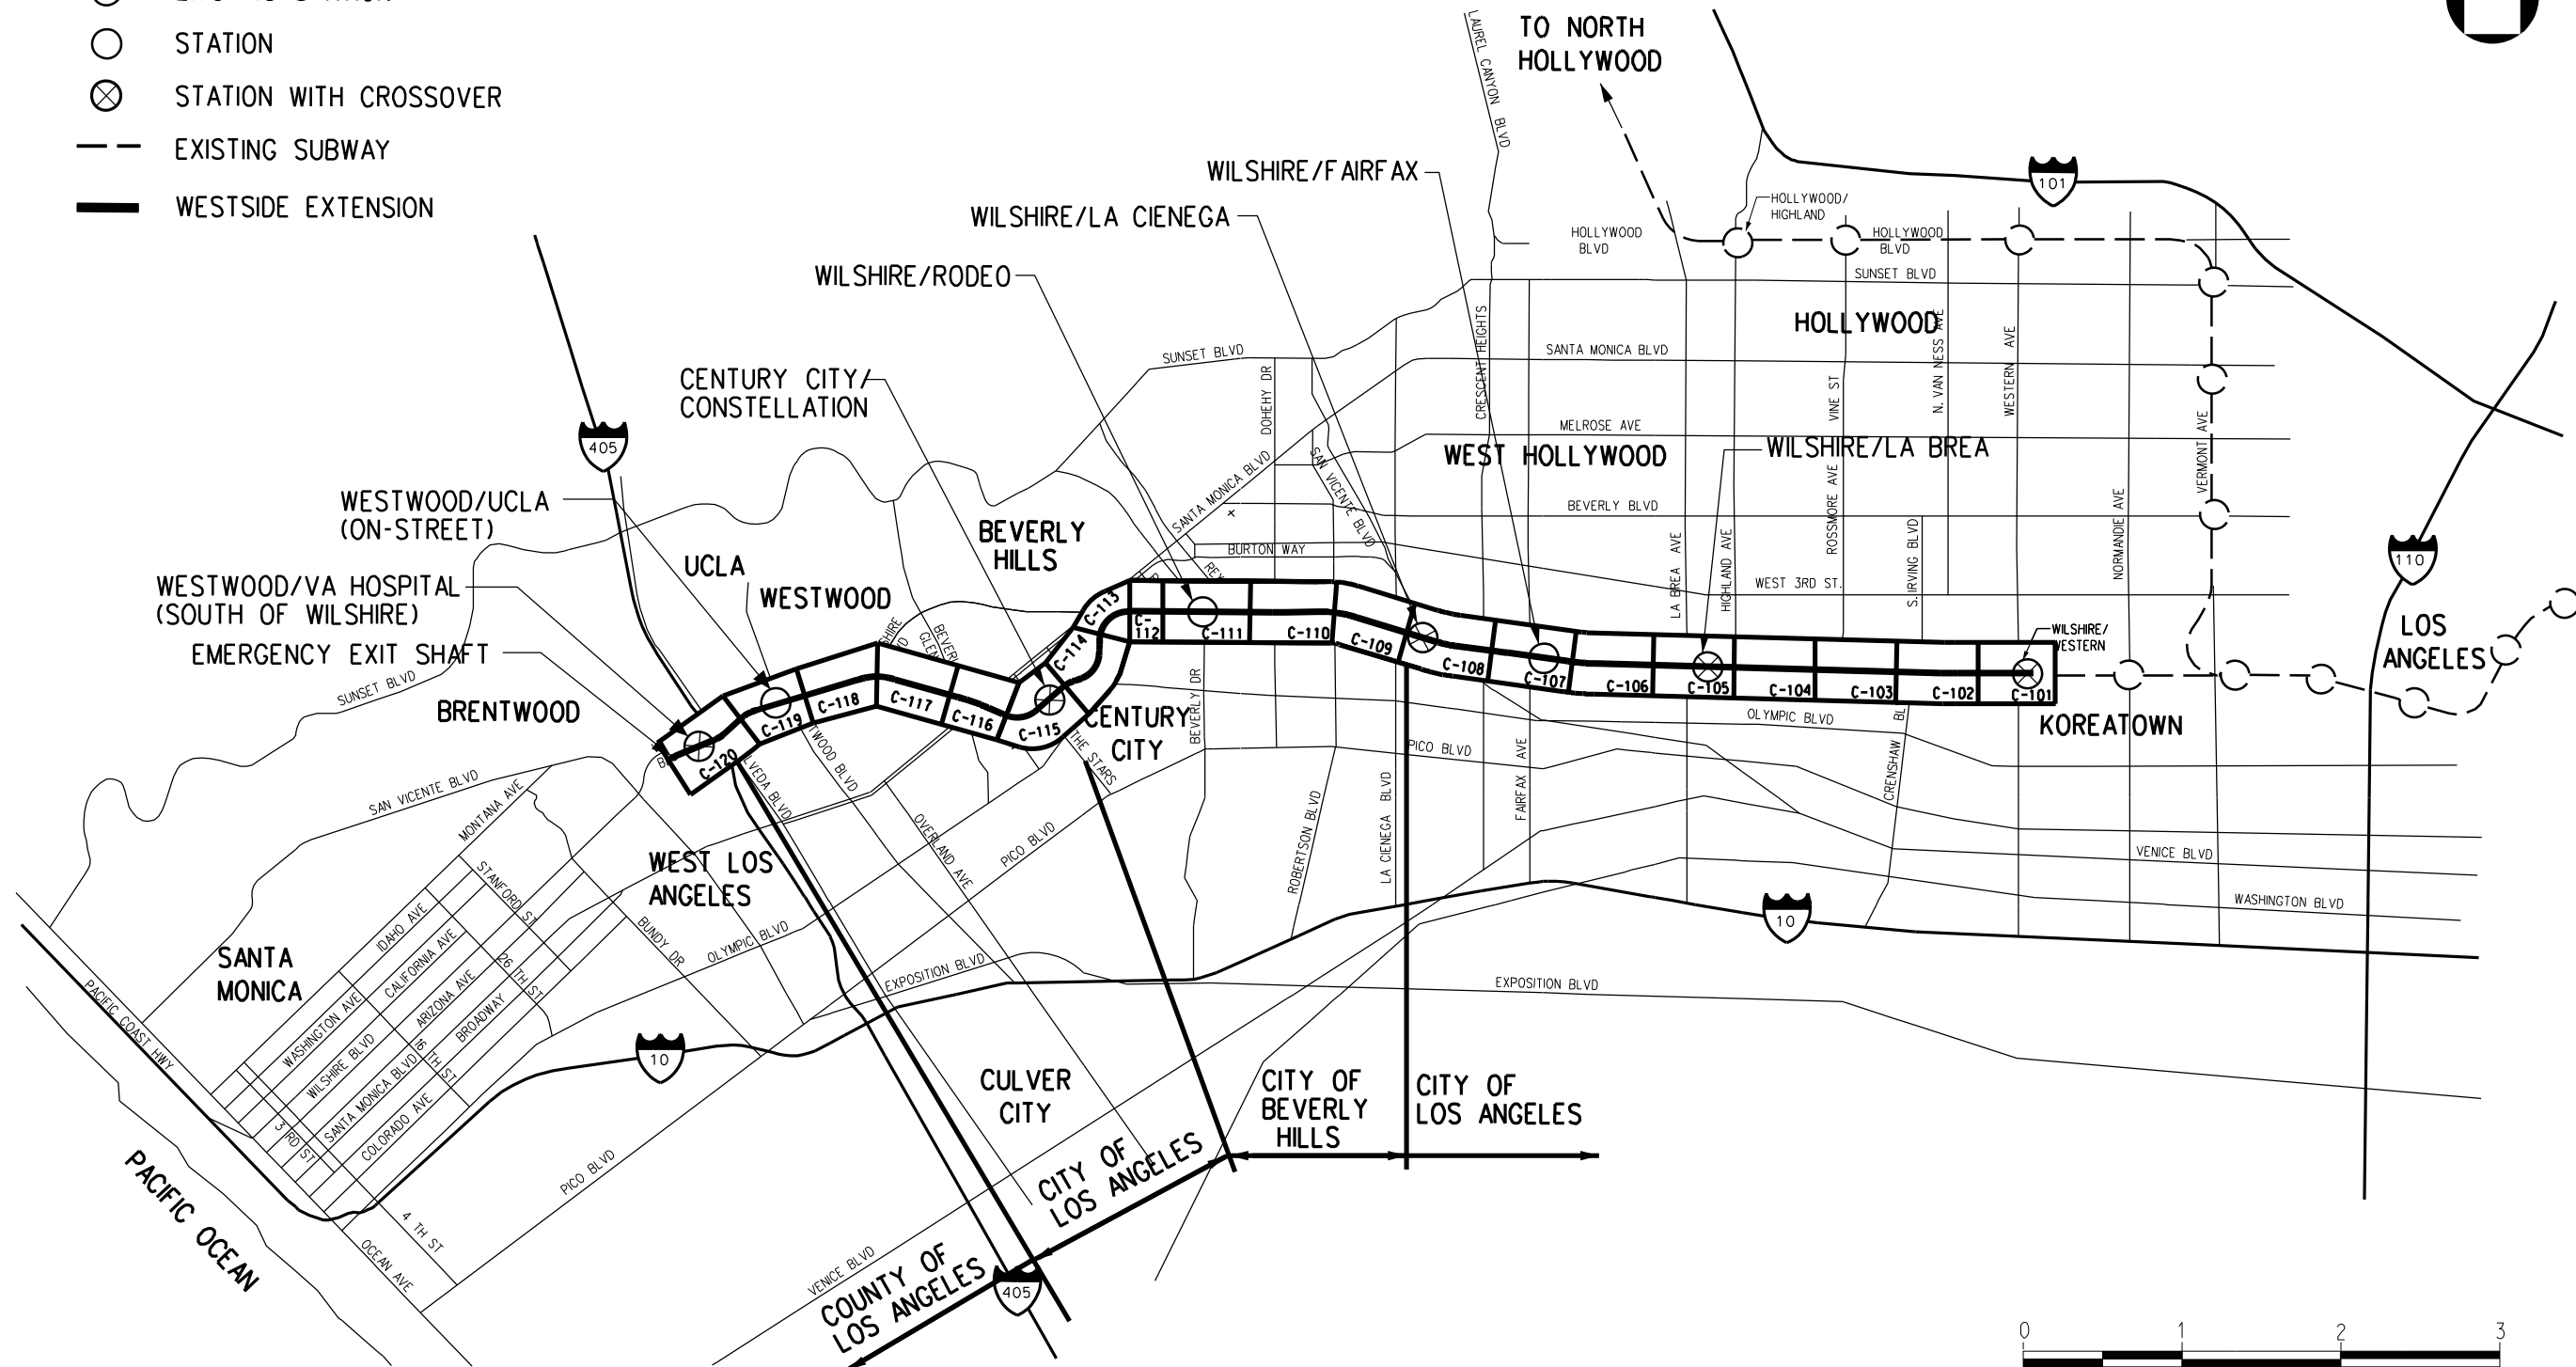 STATION
STATION WITH CROSSOVER
EXISTING SUBWAY
WESTSIDE EXTENSION
TO NORTH
HOLLYWOOD
LAUREL CANYON BLVD
WILSHIRE/FAIRFAX
WILSHIRE/LA CIENEGA
WILSHIRE/RODEO
CENTURY CITY/
CONSTELLATION
WESTWOOD/UCLA
(ON-STREET)
WESTWOOD/VA HOSPITAL
(SOUTH OF WILSHIRE)
EMERGENCY EXIT SHAFT
WILSHIRE/LA BREA
WILSHIRE/
WESTERN
HOLLYWOOD/
HIGHLAND
HOLLYWOOD
BLVD
HOLLYWOOD
BLVD
101
405
110
10
10
405
SUNSET BLVD
HOLLYWOOD
SANTA MONICA BLVD
MELROSE AVE
WEST HOLLYWOOD
BEVERLY BLVD
WEST 3RD ST.
SUNSET BLVD
DOHEHY DR
CRESCENT HEIGHTS
VINE ST
N. VAN NESS AVE
WESTERN AVE
VERMONT AVE
NORMANDIE AVE
ROSSMORE AVE
S. IRVING BLVD
LA BREA AVE
HIGHLAND AVE
SAN VICENTE BLVD
SANTA MONICA BLVD
BURTON WAY
BEVERLY
HILLS
UCLA
WESTWOOD
BRENTWOOD
SUNSET BLVD
CENTURY
CITY
KOREATOWN
LOS
ANGELES
C-101
C-102
C-103
C-104
C-105
C-106
C-107
C-108
C-109
C-110
C-111
C-
112
C-113
C-114
C-115
C-116
C-117
C-118
C-119
C-120
OLYMPIC BLVD
PICO BLVD
BEVERLY DR
ROBERTSON BLVD
LA CIENEGA BLVD
FAIRFAX AVE
CRENSHAW BL
VENICE BLVD
WASHINGTON BLVD
EXPOSITION BLVD
THE STARS
PICO BLVD
OVERLAND AVE
OLYMPIC BLVD
EXPOSITION BLVD
SAN VICENTE BLVD
MONTANA AVE
STANFORD ST
BUNDY DR
26 TH ST
16 TH ST
IDAHO AVE
CALIFORNIA AVE
WASHINGTON AVE
ARIZONA AVE
WILSHIRE BLVD
BROADWAY
SANTA MONICA BLVD
COLORADO AVE
3 RD ST
4 TH ST
OCEAN AVE
PACIFIC COAST HWY
WEST LOS
ANGELES
SANTA
MONICA
PACIFIC OCEAN
PICO BLVD
VENICE BLVD
CULVER
CITY
CITY OF
BEVERLY
HILLS
CITY OF
LOS ANGELES
CITY OF
LOS ANGELES
COUNTY OF
LOS ANGELES
0 1 2 3